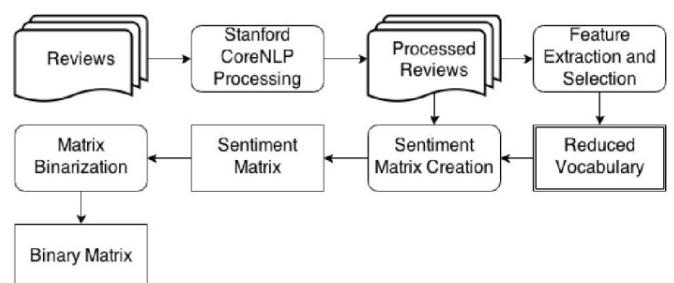 Reviews
Stanford
CoreNLP
Processing
Processed
Reviews
Feature
Extraction and
Selection
Matrix
Binarization
Sentiment
Matrix
Sentiment
Matrix Creation
Reduced
Vocabulary
Binary Matrix